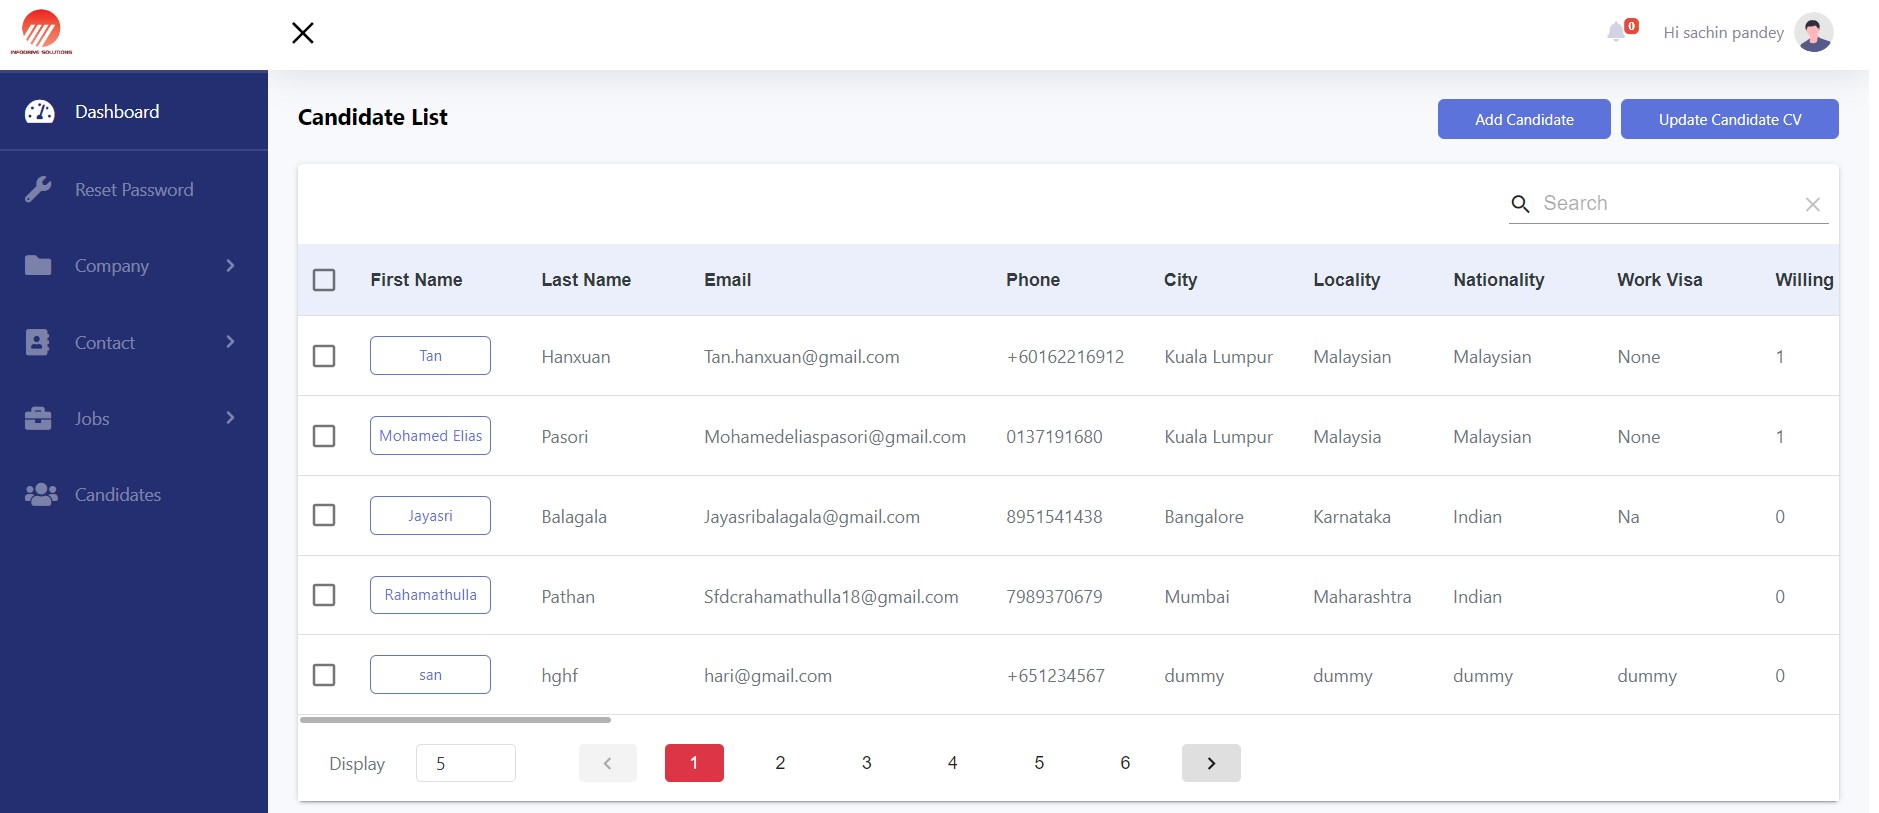 INFODRIVE SOLUTIONS
0
Hi sachin pandey
Dashboard
Reset Password
Company
Contact
Jobs
Candidates
Candidate List
Add Candidate
Update Candidate CV
Search
First Name Last Name Email Phone City Locality Nationality Work Visa Willing
Tan Hanxuan Tan.hanxuan@gmail.com +60162216912 Kuala Lumpur Malaysian Malaysian None 1
Mohamed Elias Pasori Mohamedeliaspasori@gmail.com 0137191680 Kuala Lumpur Malaysia Malaysian None 1
Jayasri Balagala Jayasribalagala@gmail.com 8951541438 Bangalore Karnataka Indian Na 0
Rahamathulla Pathan Sfdcrahamathulla18@gmail.com 7989370679 Mumbai Maharashtra Indian 0
san hghf hari@gmail.com +651234567 dummy dummy dummy dummy 0
Display 5 1 2 3 4 5 6